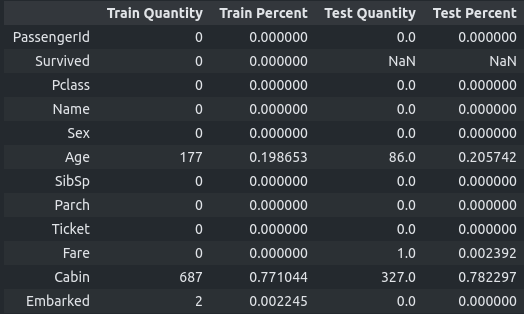 Train Quantity Train Percent Test Quantity Test Percent
PassengerId 0 0.000000 0.0 0.000000
Survived 0 0.000000 NaN NaN
Pclass 0 0.000000 0.0 0.000000
Name 0 0.000000 0.0 0.000000
Sex 0 0.000000 0.0 0.000000
Age 177 0.198653 86.0 0.205742
SibSp 0 0.000000 0.0 0.000000
Parch 0 0.000000 0.0 0.000000
Ticket 0 0.000000 0.0 0.000000
Fare 0 0.000000 1.0 0.002392
Cabin 687 0.771044 327.0 0.782297
Embarked 2 0.002245 0.0 0.000000